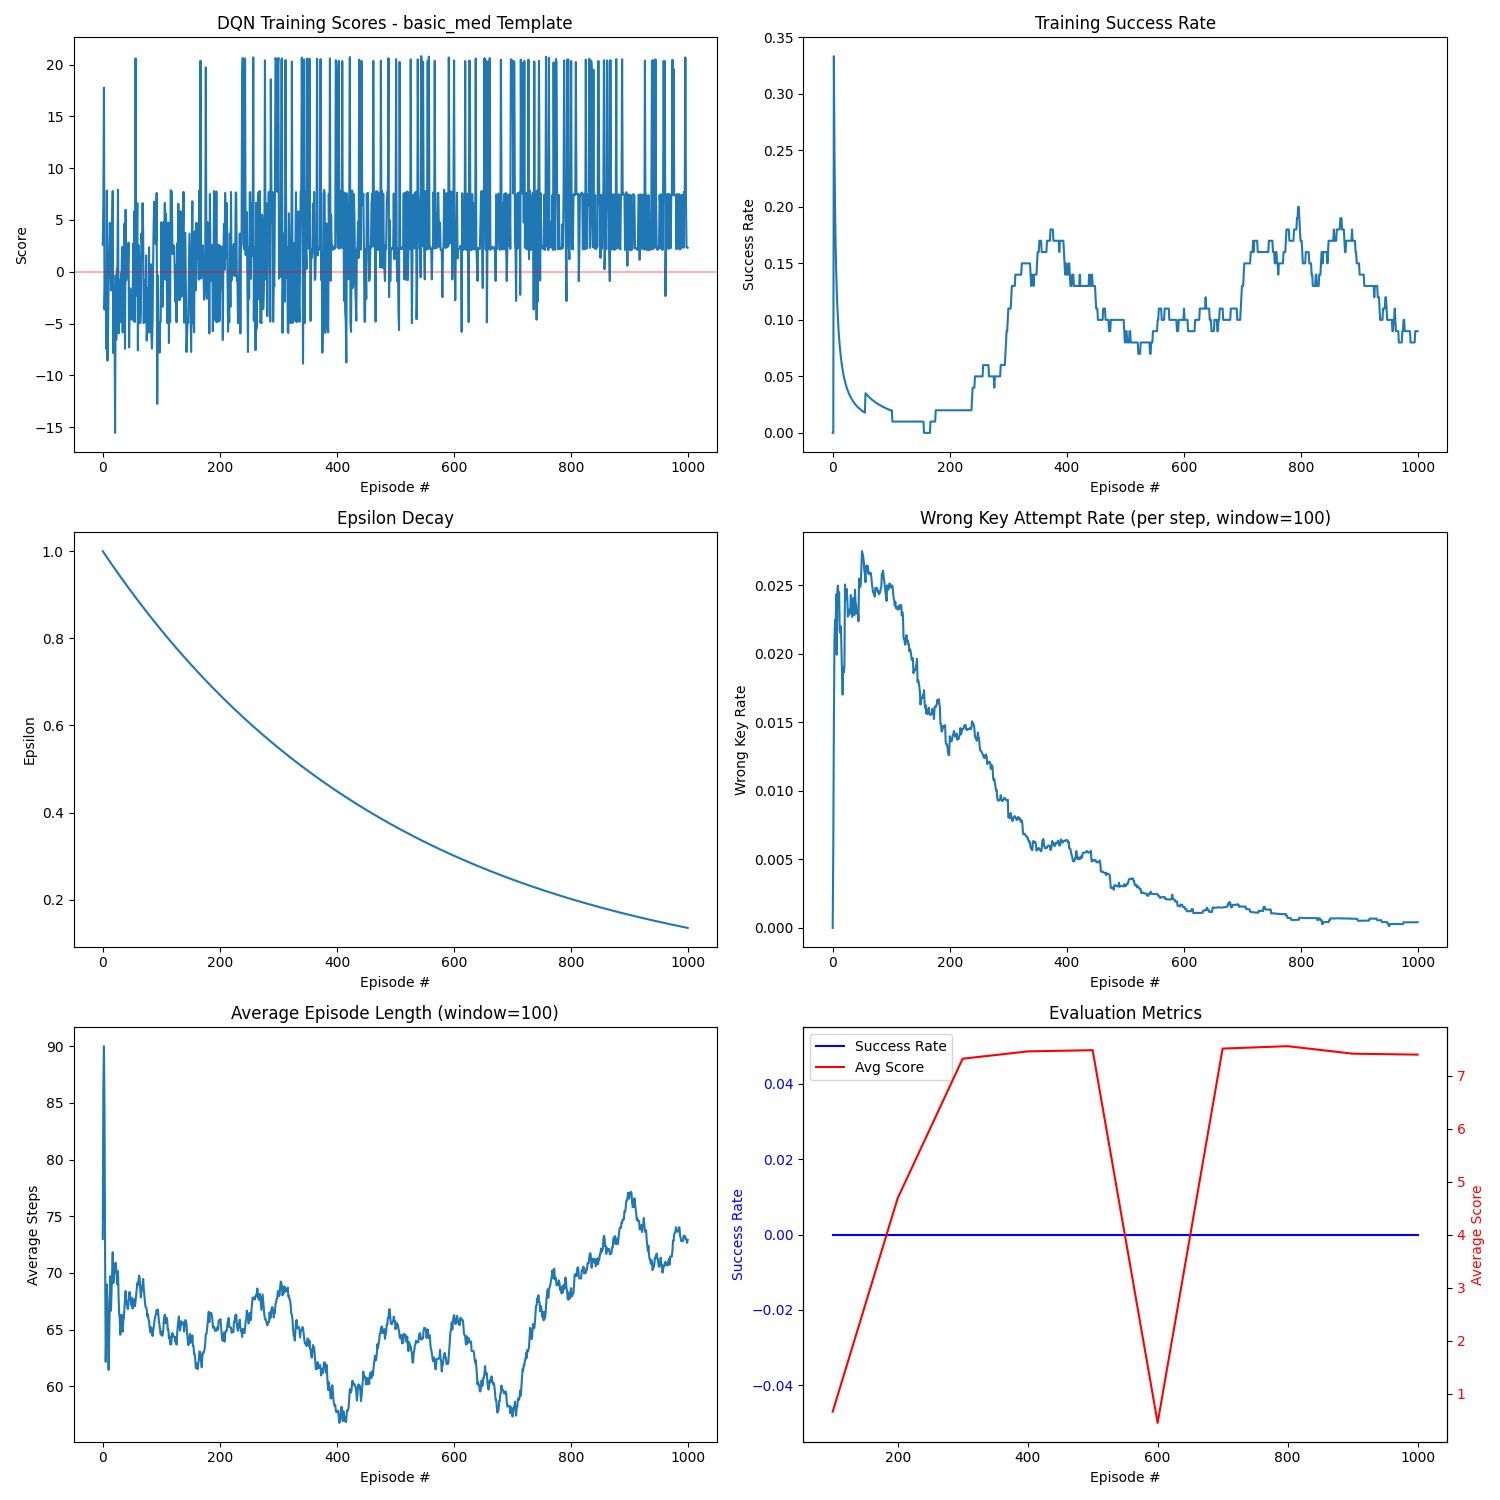 DQN Training Scores - basic_med Template
Score
20
15
10
5
0
−5
−10
−15
0 200 400 600 800 1000
Episode #
Training Success Rate
Success Rate
0.35
0.30
0.25
0.20
0.15
0.10
0.05
0.00
0 200 400 600 800 1000
Episode #
Epsilon Decay
Epsilon
1.0
0.8
0.6
0.4
0.2
0 200 400 600 800 1000
Episode #
Wrong Key Attempt Rate (per step, window=100)
Wrong Key Rate
0.025
0.020
0.015
0.010
0.005
0.000
0 200 400 600 800 1000
Episode #
Average Episode Length (window=100)
Average Steps
90
85
80
75
70
65
60
0 200 400 600 800 1000
Episode #
Evaluation Metrics
Success Rate
Avg Score
Success Rate
0.04
0.02
0.00
−0.02
−0.04
7
6
5
4
3
2
1
Average Score
200 400 600 800 1000
Episode #